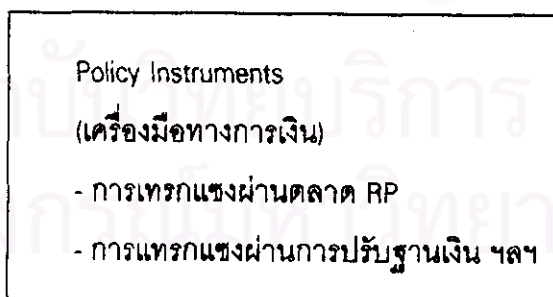 Policy Instruments
(เครื่องมือทางการเงิน)
- การเทรกแซงผ่านตลาด RP
- การแทรกแซงผ่านการปรับฐานเงิน ฯลฯ